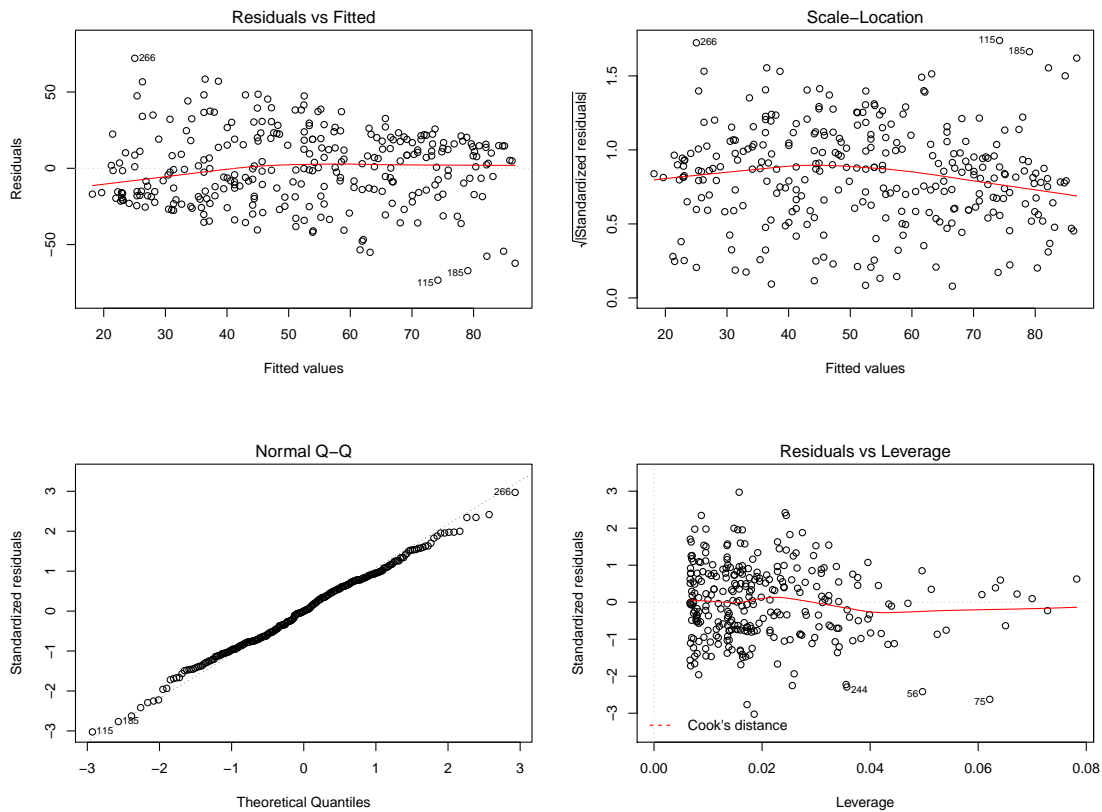 Residuals vs Fitted
Residuals
50
0
−50
266
115
185
20 30 40 50 60 70 80
Fitted values
Scale−Location
√|Standardized residuals|
1.5
1.0
0.5
0.0
266
115
185
20 30 40 50 60 70 80
Fitted values
Normal Q−Q
Standardized residuals
3
2
1
0
−1
−2
−3
266
185
115
−3 −2 −1 0 1 2 3
Theoretical Quantiles
Residuals vs Leverage
Standardized residuals
3
2
1
0
−1
−2
−3
244
56
75
Cook's distance
0.00 0.02 0.04 0.06 0.08
Leverage